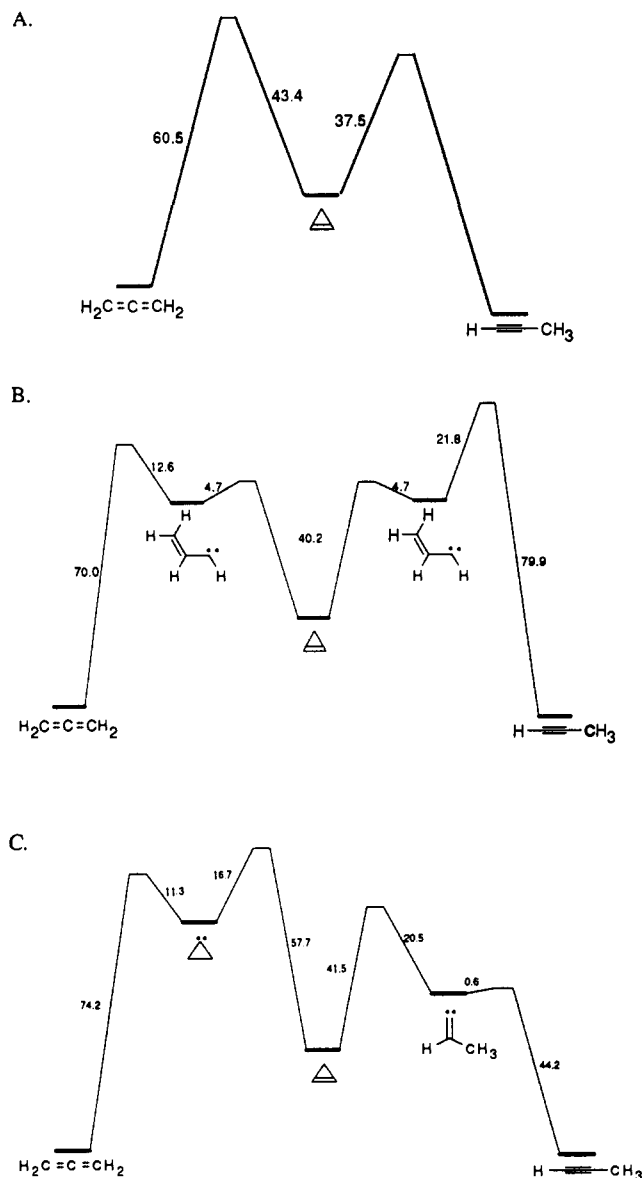 A.
43.4
37.5
60.5
H₂C=C=CH₂
H≡CH₃
B.
21.8
12.6
4.7
4.7
H
H
H
H
H
H
H
H
40.2
70.0
79.9
H₂C=C=CH₂
H≡CH₃
C.
11.3
16.7
20.5
57.7
41.5
0.6
74.2
H
CH₃
44.2
H₂C=C=CH₂
H≡CH₃